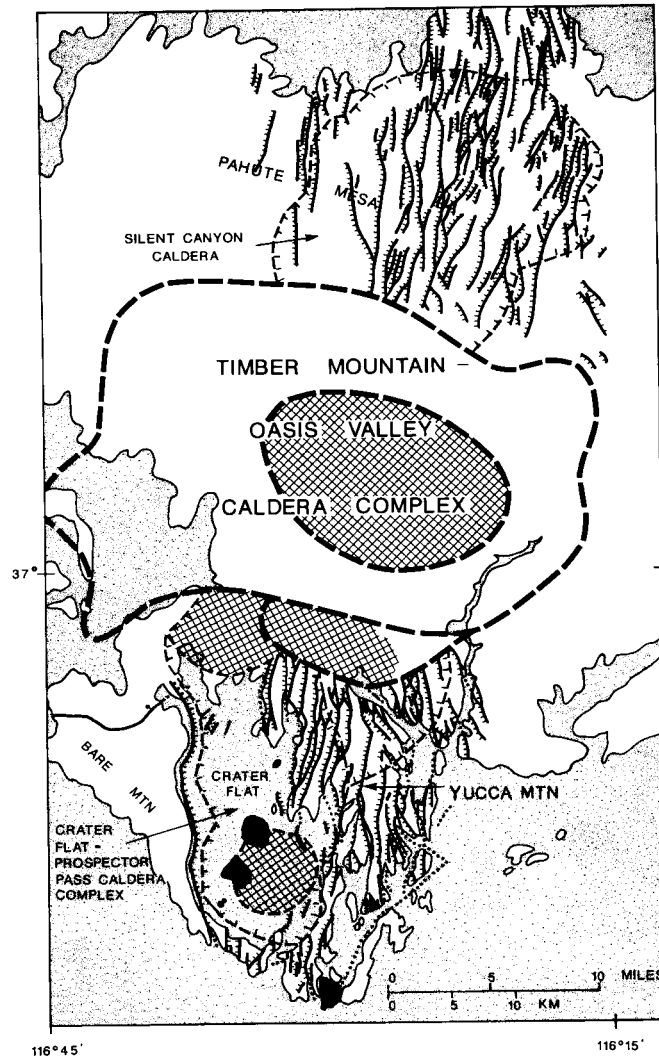 PAHUTE
MESA
SILENT CANYON
CALDERA
TIMBER MOUNTAIN –
OASIS VALLEY
CALDERA COMPLEX
37°
BARE
MTN
CRATER
FLAT
YUCCA MTN
CRATER
FLAT -
PROSPECTOR
PASS CALDERA
COMPLEX
0 5 10 MILES
0 5 10 KM
116°45'
116°15'